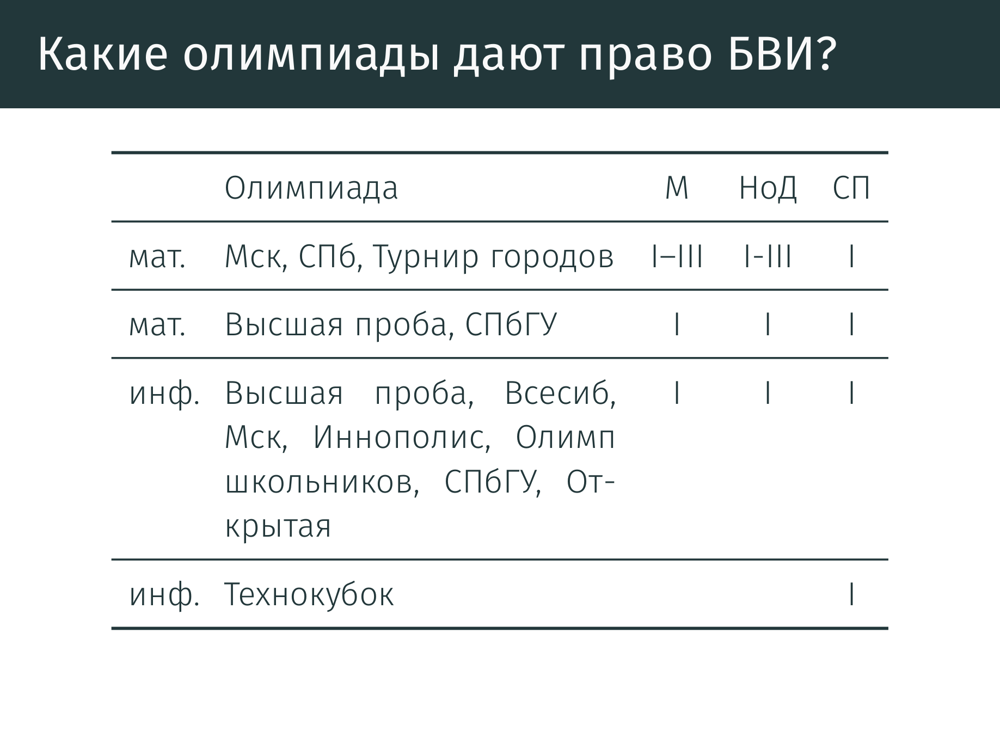 Какие олимпиады дают право БВИ?
Олимпиада М НоД СП
мат. Мск, СПб, Турнир городов I–III I-III I
мат. Высшая проба, СПбГУ I I I
инф. Высшая проба, Всесиб, I I I
Мск, Иннополис, Олимп
школьников, СПбГУ, От-
крытая
инф. Технокубок I